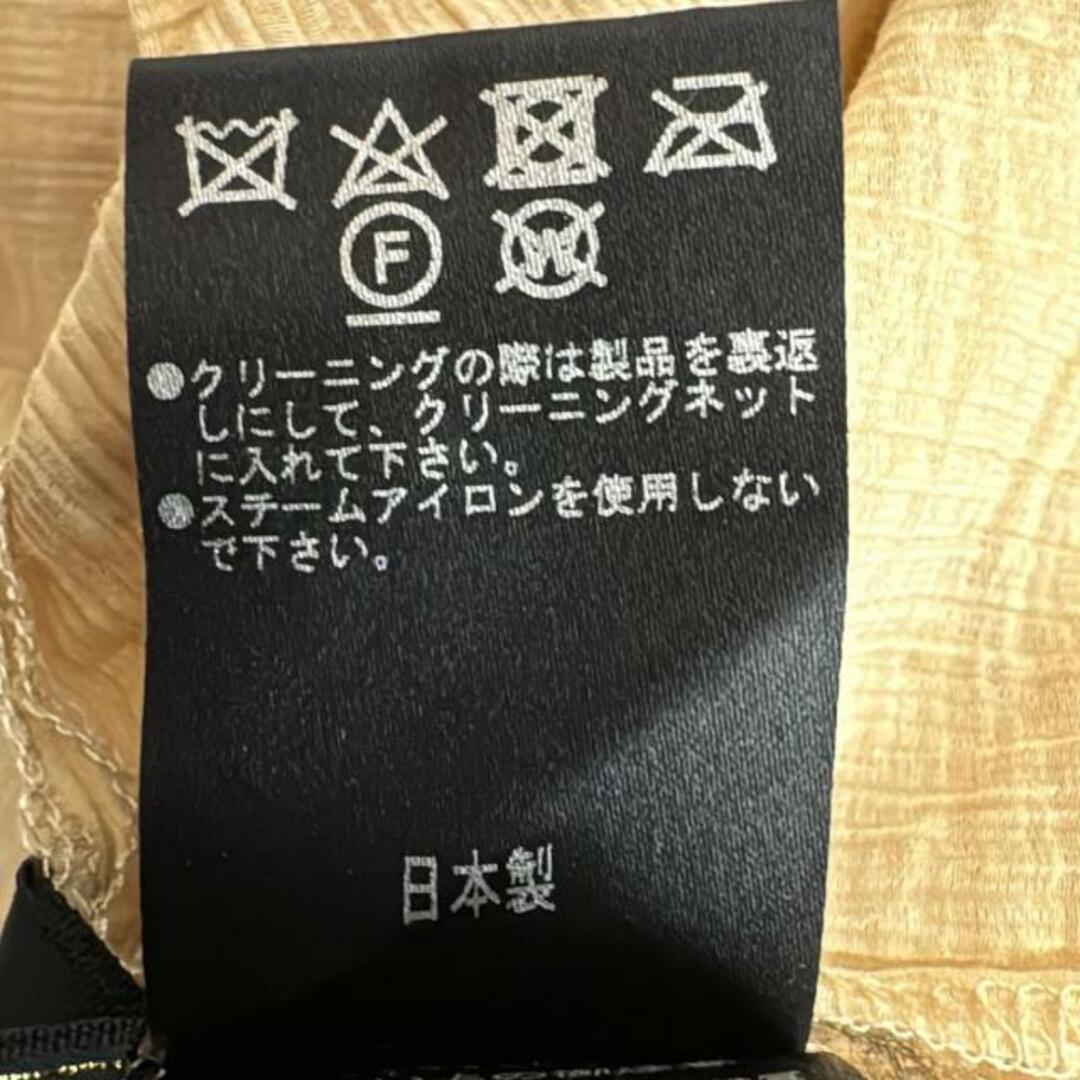 F
W
●クリーニングの際は製品を裏返
しにして、クリーニングネット
に入れて下さい。
●スチームアイロンを使用しない
で下さい。
日本製